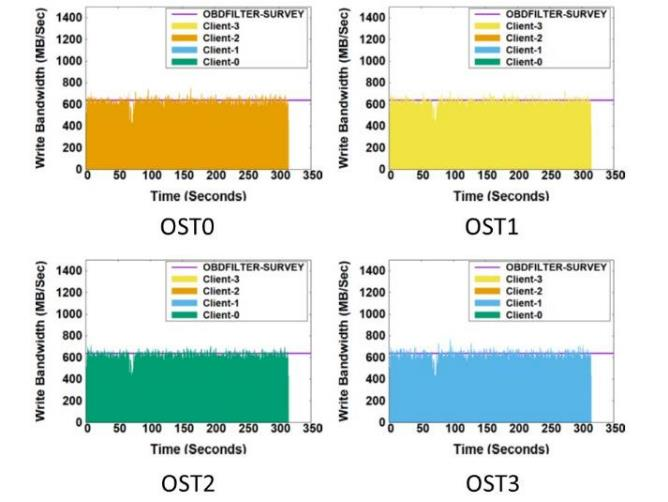 OBDFILTER-SURVEY
Client-3
Client-2
Client-1
Client-0
Write Bandwidth (MB/Sec)
1400
1200
1000
800
600
400
200
0
0 50 100 150 200 250 300 350
Time (Seconds)
OST0
OBDFILTER-SURVEY
Client-3
Client-2
Client-1
Client-0
Write Bandwidth (MB/Sec)
1400
1200
1000
800
600
400
200
0
0 50 100 150 200 250 300 350
Time (Seconds)
OST1
OBDFILTER-SURVEY
Client-3
Client-2
Client-1
Client-0
Write Bandwidth (MB/Sec)
1400
1200
1000
800
600
400
200
0
0 50 100 150 200 250 300 350
Time (Seconds)
OST2
OBDFILTER-SURVEY
Client-3
Client-2
Client-1
Client-0
Write Bandwidth (MB/Sec)
1400
1200
1000
800
600
400
200
0
0 50 100 150 200 250 300 350
Time (Seconds)
OST3